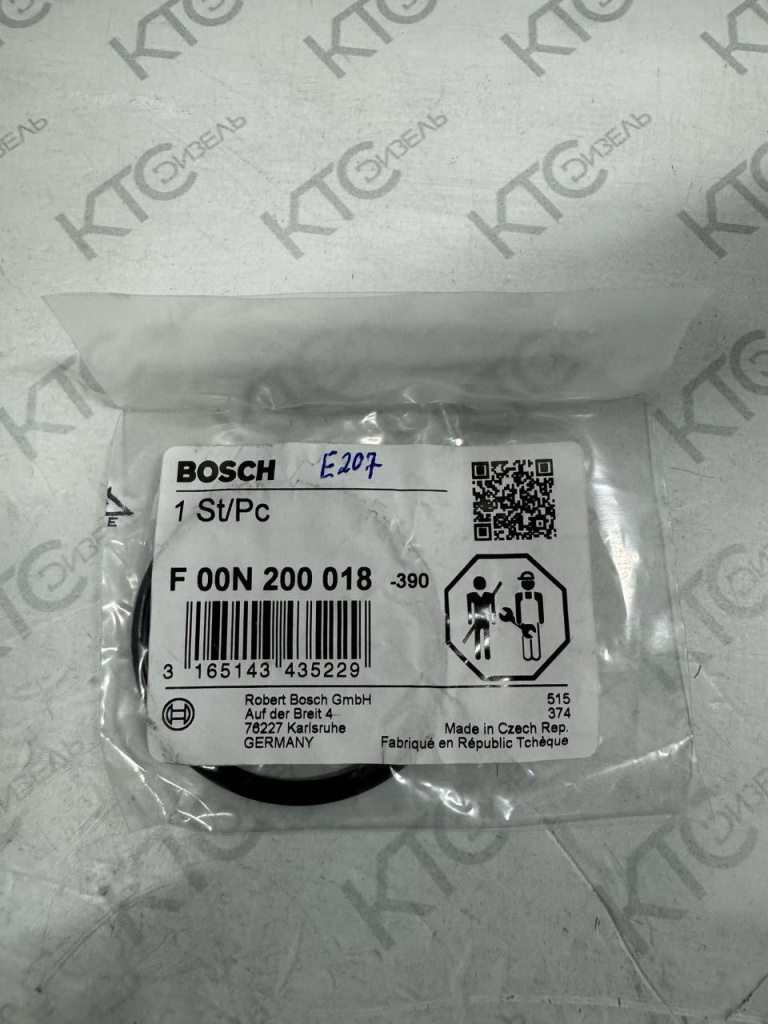 BOSCH E207
1 St/Pc
F 00N 200 018 -390
3 165143 435229
Robert Bosch GmbH
Auf der Breit 4
76227 Karlsruhe
GERMANY
515
374
Made in Czech Rep.
Fabriqué en Républic Tchèque
E
КТС ДИЗЕЛЬ